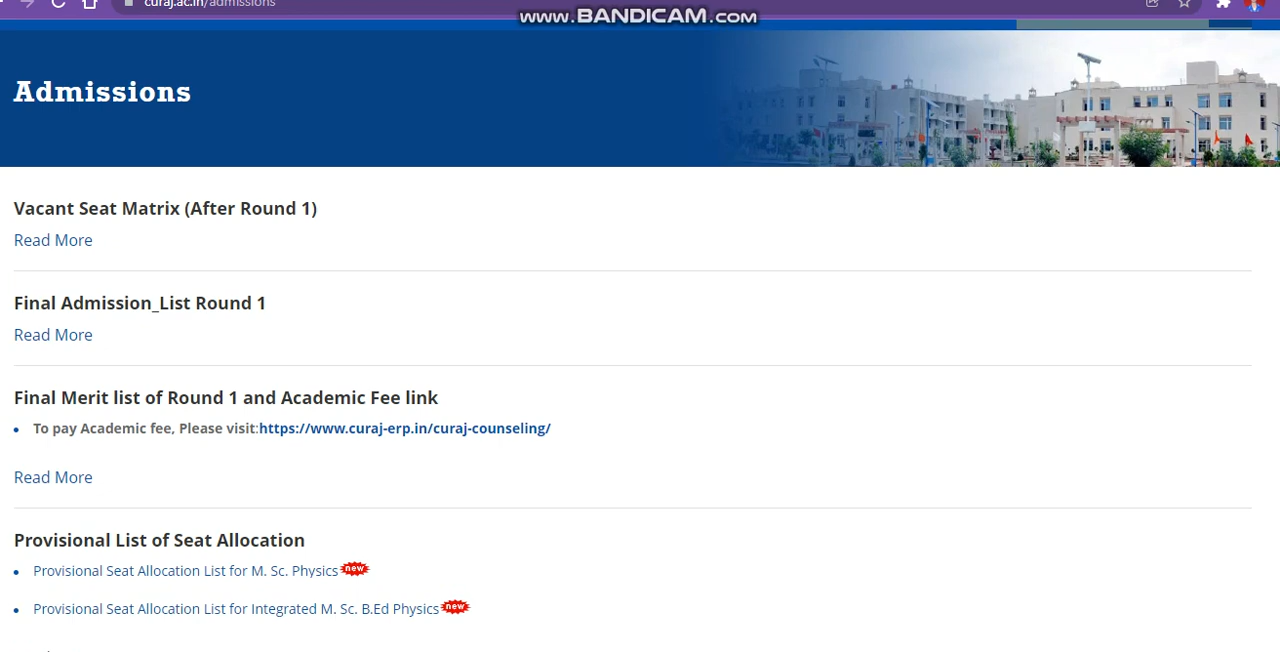 curaj.ac.in/admissions
WWW.BANDICAM.COM
Admissions
Vacant Seat Matrix (After Round 1)
Read More
Final Admission_List Round 1
Read More
Final Merit list of Round 1 and Academic Fee link
• To pay Academic fee, Please visit:https://www.curaj-erp.in/curaj-counseling/
Read More
Provisional List of Seat Allocation
• Provisional Seat Allocation List for M. Sc. Physics new
• Provisional Seat Allocation List for Integrated M. Sc. B.Ed Physics new